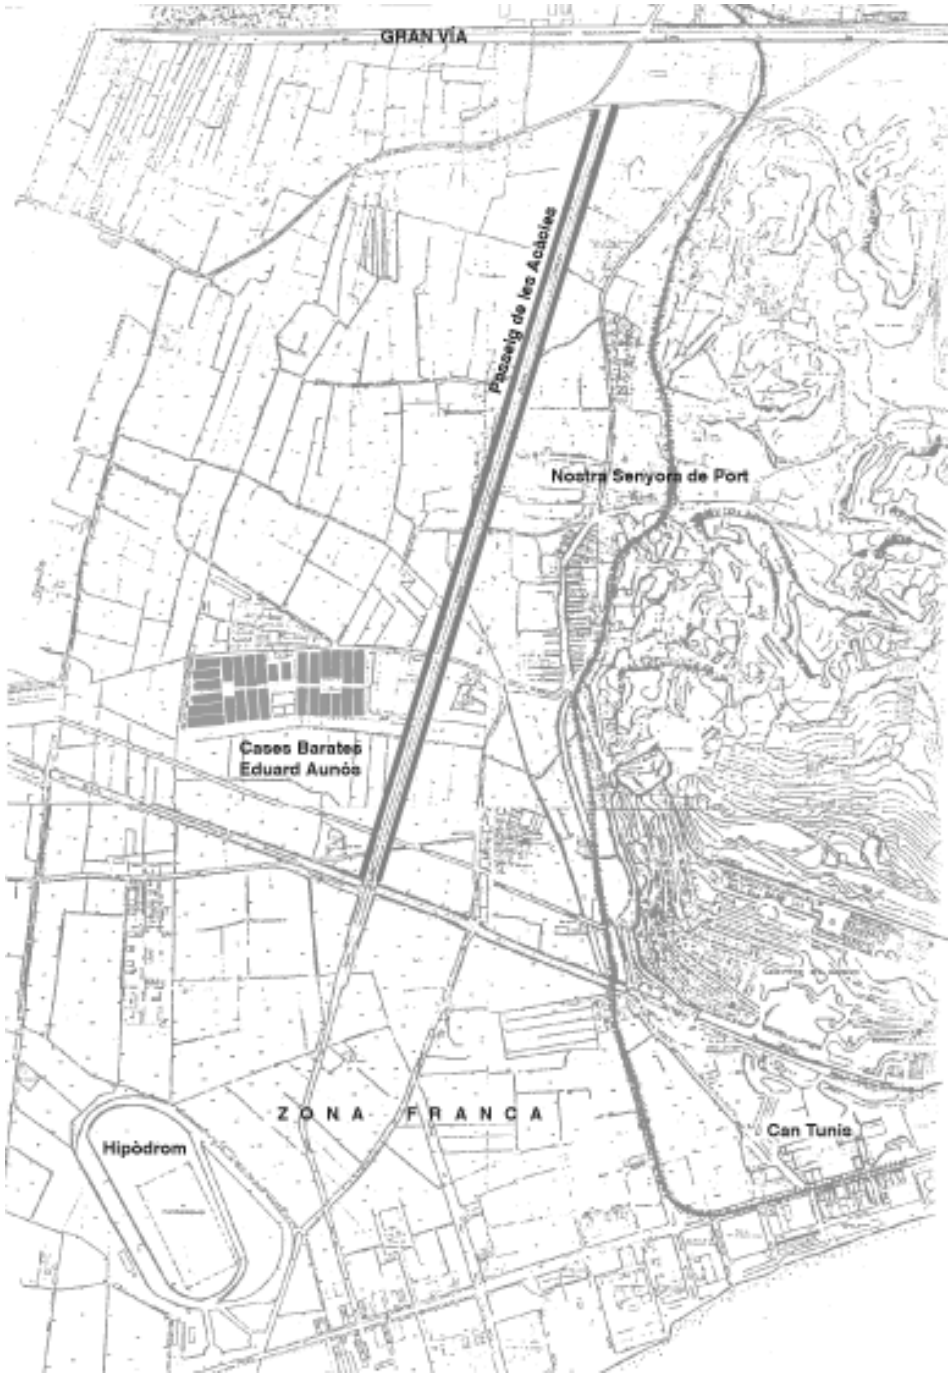 GRAN VÍA
Passeig de les Acàcies
Nostra Senyora de Port
Cases Barates
Eduard Aunós
ZONA FRANCA
Hipòdrom
Can Tunis